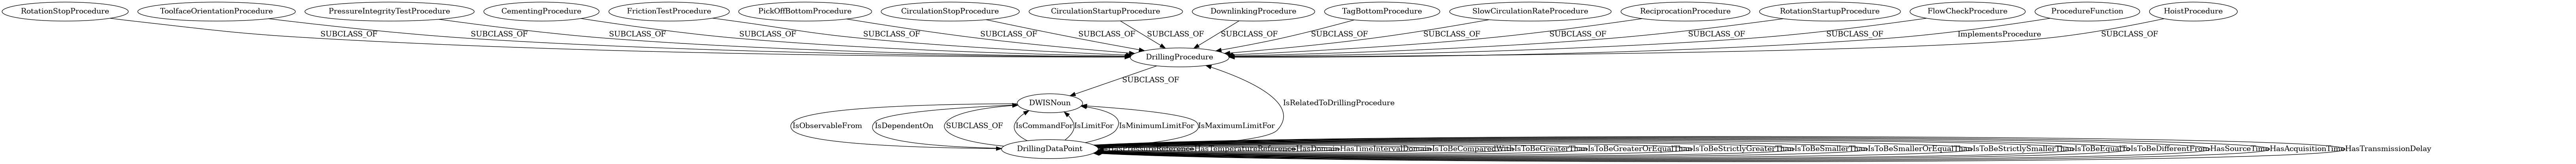 RotationStopProcedure
ToolfaceOrientationProcedure
PressureIntegrityTestProcedure
CementingProcedure
FrictionTestProcedure
PickOffBottomProcedure
CirculationStopProcedure
CirculationStartupProcedure
DownlinkingProcedure
TagBottomProcedure
SlowCirculationRateProcedure
ReciprocationProcedure
RotationStartupProcedure
FlowCheckProcedure
ProcedureFunction
HoistProcedure
SUBCLASS_OF
SUBCLASS_OF
SUBCLASS_OF
SUBCLASS_OF
SUBCLASS_OF
SUBCLASS_OF
SUBCLASS_OF
SUBCLASS_OF
SUBCLASS_OF
SUBCLASS_OF
SUBCLASS_OF
SUBCLASS_OF
SUBCLASS_OF
SUBCLASS_OF
ImplementsProcedure
SUBCLASS_OF
DrillingProcedure
SUBCLASS_OF
DWISNoun
IsRelatedToDrillingProcedure
IsObservableFrom
IsDependentOn
SUBCLASS_OF
IsCommandFor
IsLimitFor
IsMinimumLimitFor
IsMaximumLimitFor
DrillingDataPoint
HasPressureReference
HasTemperatureReference
HasDomain
HasTimeIntervalDomain
IsToBeComparedWith
IsToBeGreaterThan
IsToBeGreaterOrEqualThan
IsToBeStrictlyGreaterThan
IsToBeSmallerThan
IsToBeSmallerOrEqualThan
IsToBeStrictlySmallerThan
IsToBeEqualTo
IsToBeDifferentFrom
HasSourceTime
HasAcquisitionTime
HasTransmissionDelay